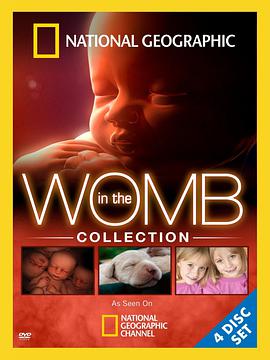 NATIONAL GEOGRAPHIC
in the
WOMB
COLLECTION
As Seen On
NATIONAL
GEOGRAPHIC
CHANNEL
4 DISC
SET
DVD